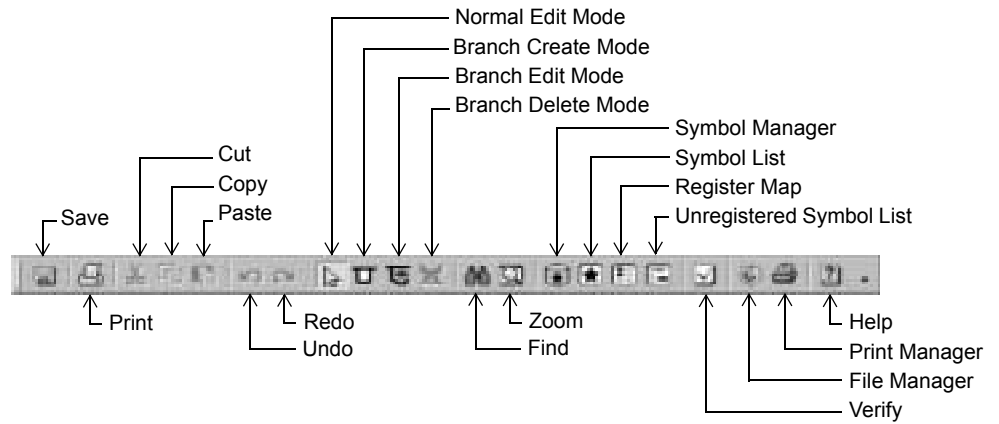 Normal Edit Mode
Branch Create Mode
Branch Edit Mode
Branch Delete Mode
Symbol Manager
Symbol List
Register Map
Unregistered Symbol List
Cut
Copy
Paste
Save
Print
Redo
Undo
Zoom
Find
Help
Print Manager
File Manager
Verify